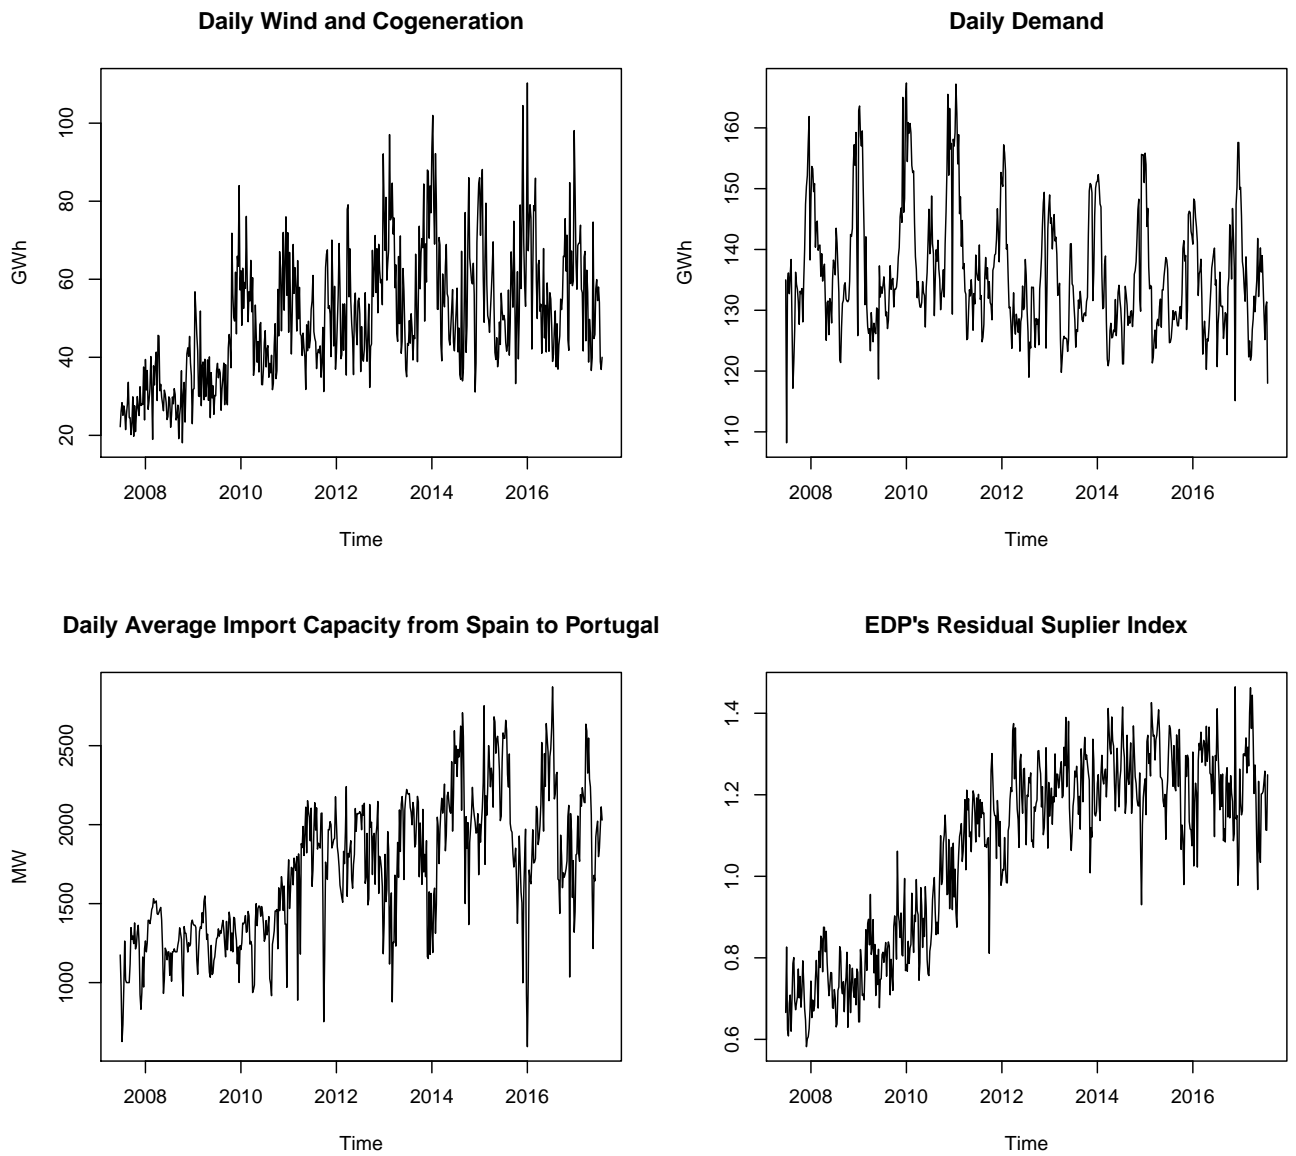 Daily Wind and Cogeneration
GWh
100
80
60
40
20
2008 2010 2012 2014 2016
Time
Daily Demand
GWh
160
150
140
130
120
110
2008 2010 2012 2014 2016
Time
Daily Average Import Capacity from Spain to Portugal
MW
2500
2000
1500
1000
2008 2010 2012 2014 2016
Time
EDP's Residual Suplier Index
1.4
1.2
1.0
0.8
0.6
2008 2010 2012 2014 2016
Time